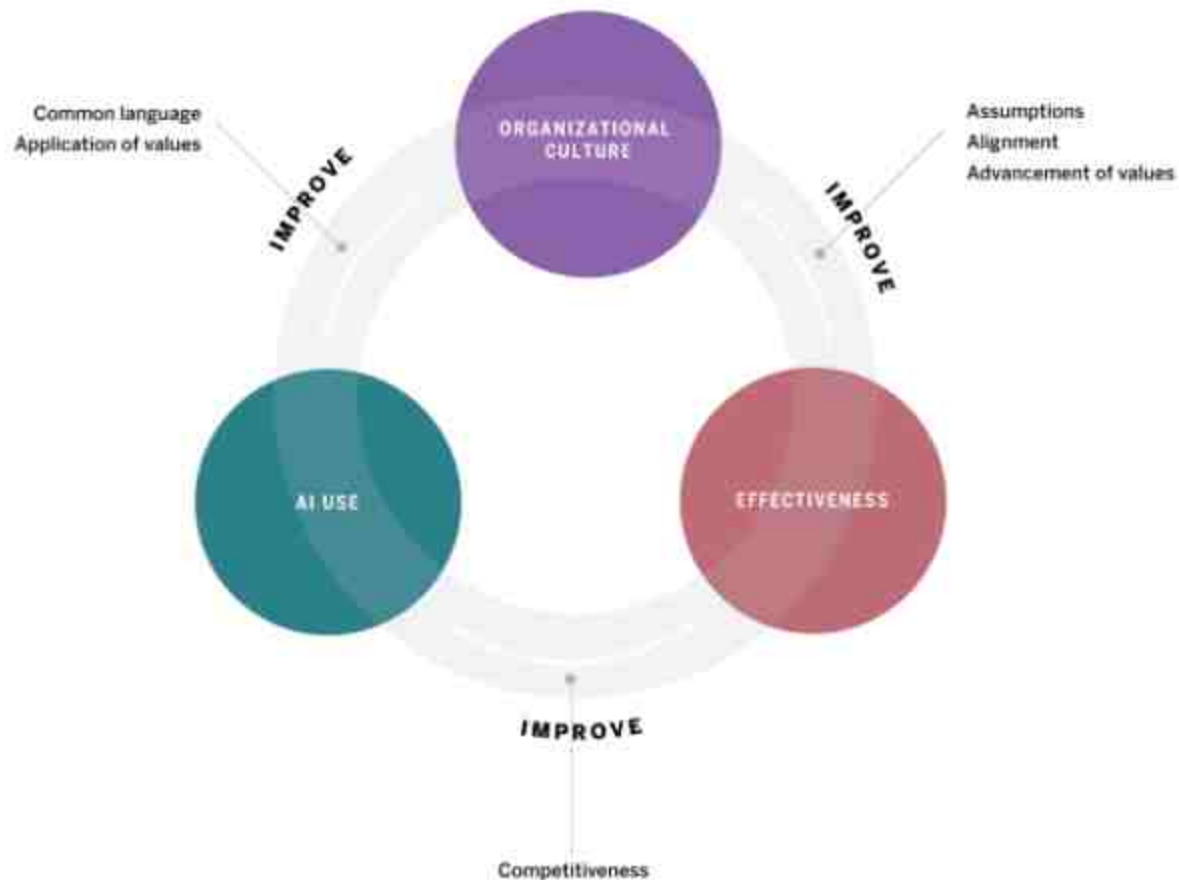 Common language
Application of values
IMPROVE
ORGANIZATIONAL
CULTURE
Assumptions
Alignment
Advancement of values
IMPROVE
AI USE
EFFECTIVENESS
IMPROVE
Competitiveness